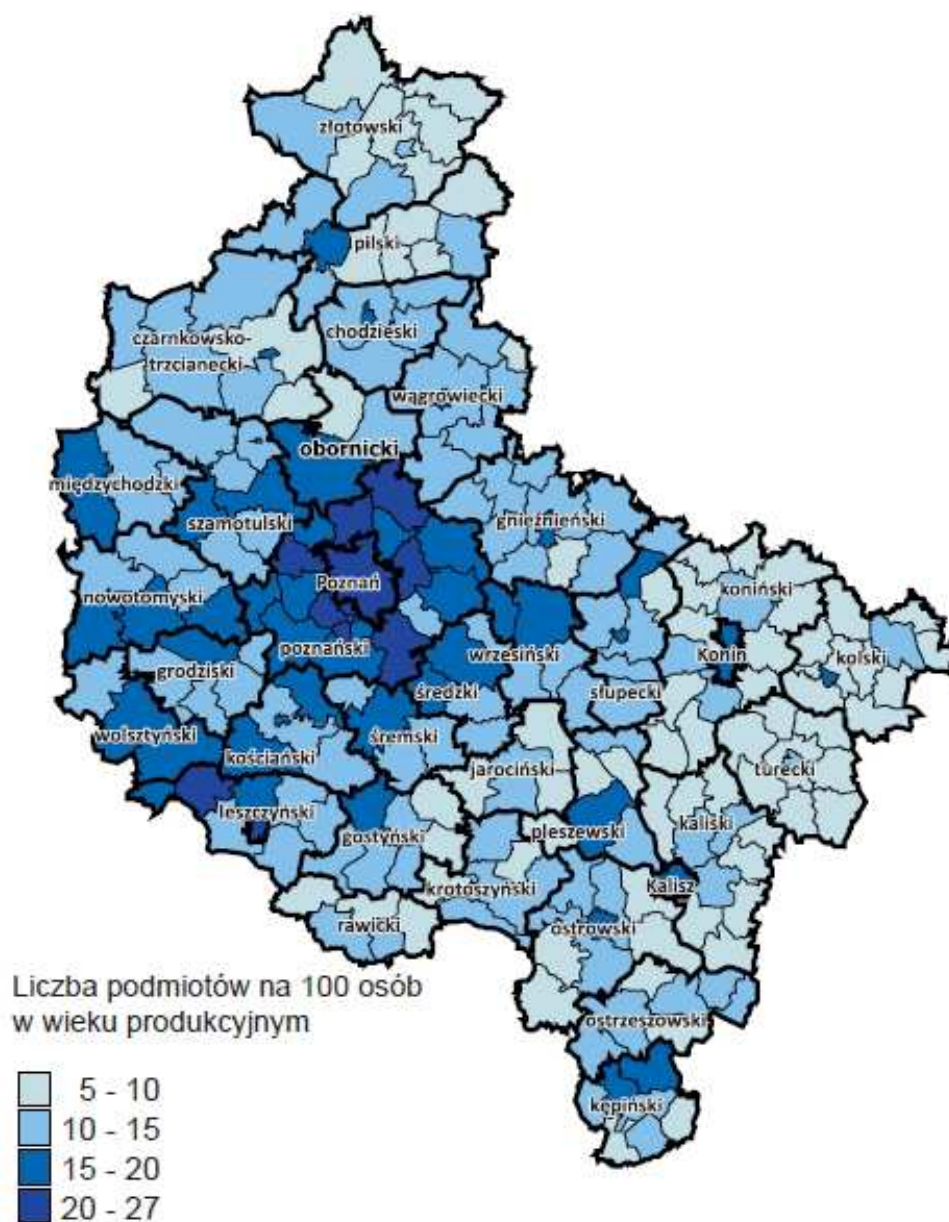 złotowski
pilski
czarnkowsko-
trzcianecki
chodzieski
wągrowiecki
obornicki
międzychodzki
szamotulski
gnieźnieński
Poznań
nowotomyski
koniński
poznański
wrzesiński
Konin
kolski
grodziski
średzki
słupecki
wolsztyński
kościański
śremski
jarociński
turecki
leszczyński
gostyński
pleszewski
kaliski
krotoszyński
Kalisz
rawicki
ostrowski
Liczba podmiotów na 100 osób
w wieku produkcyjnym
ostrzeszowski
kępiński
5 - 10
10 - 15
15 - 20
20 - 27